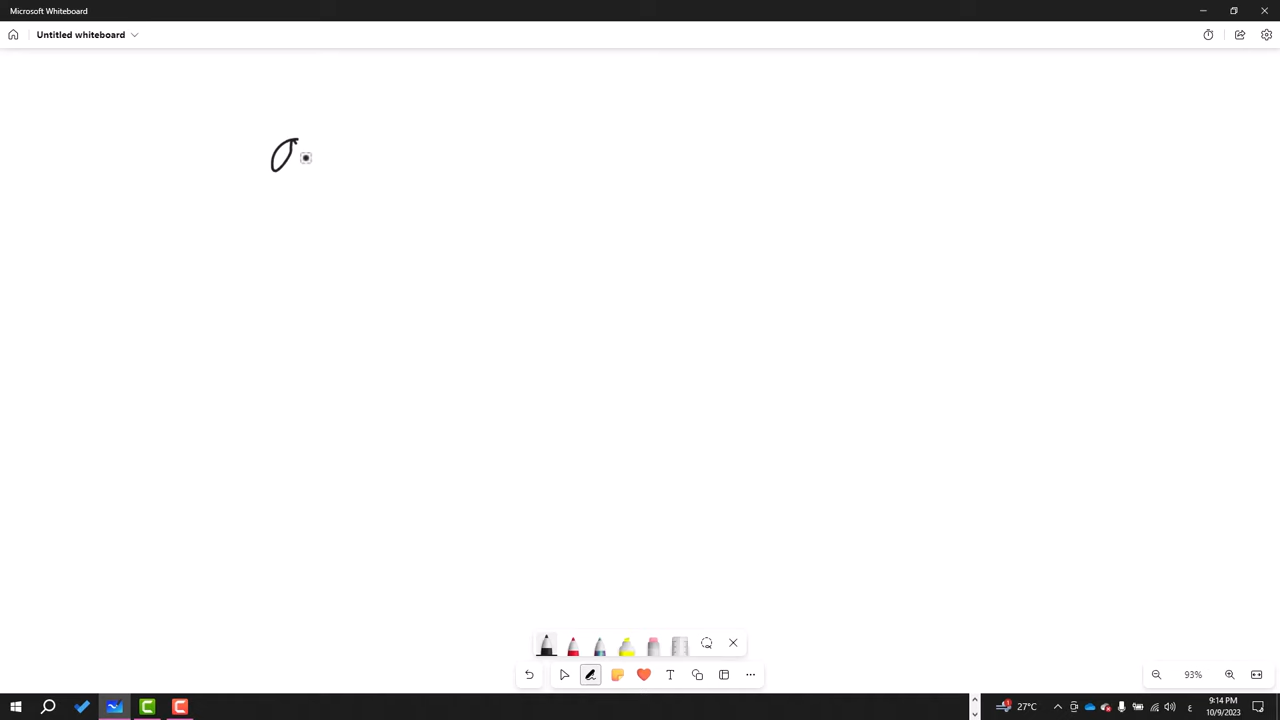 Microsoft Whiteboard
Untitled whiteboard
93%
27°C
ع
9:14 PM
10/9/2023